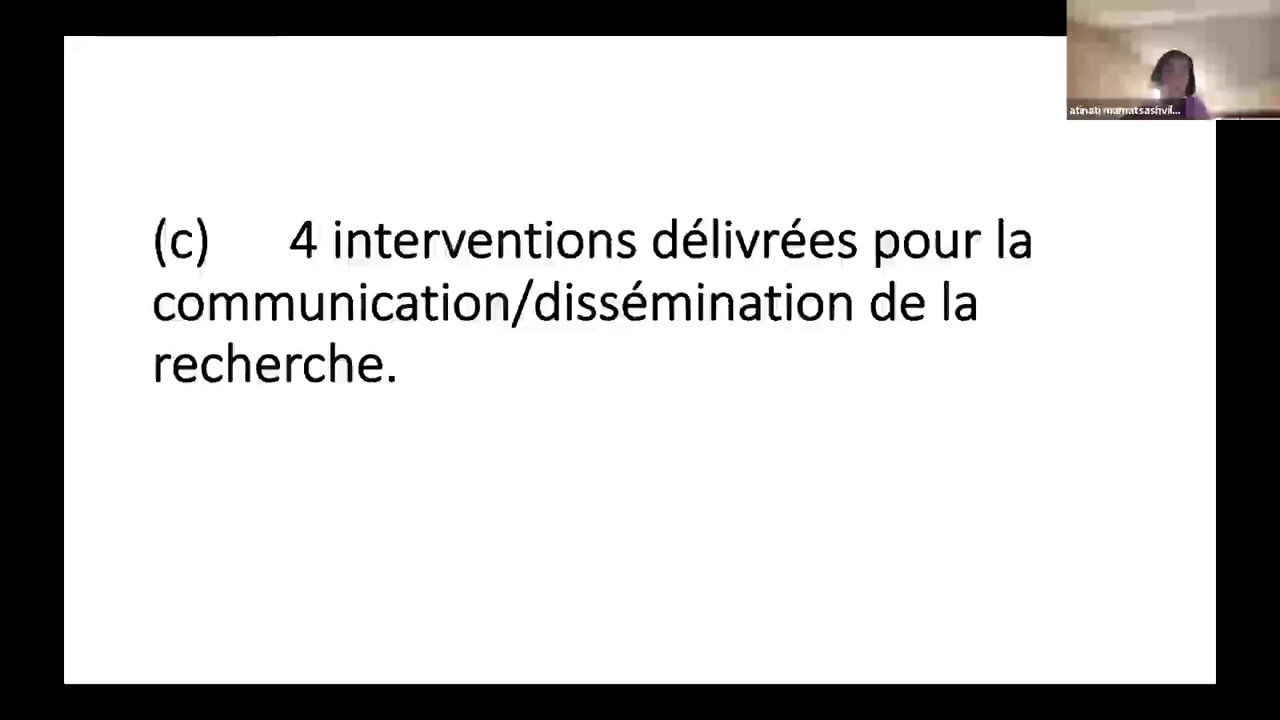 atinati mamatsashvil...
(c) 4 interventions délivrées pour la
communication/dissémination de la
recherche.